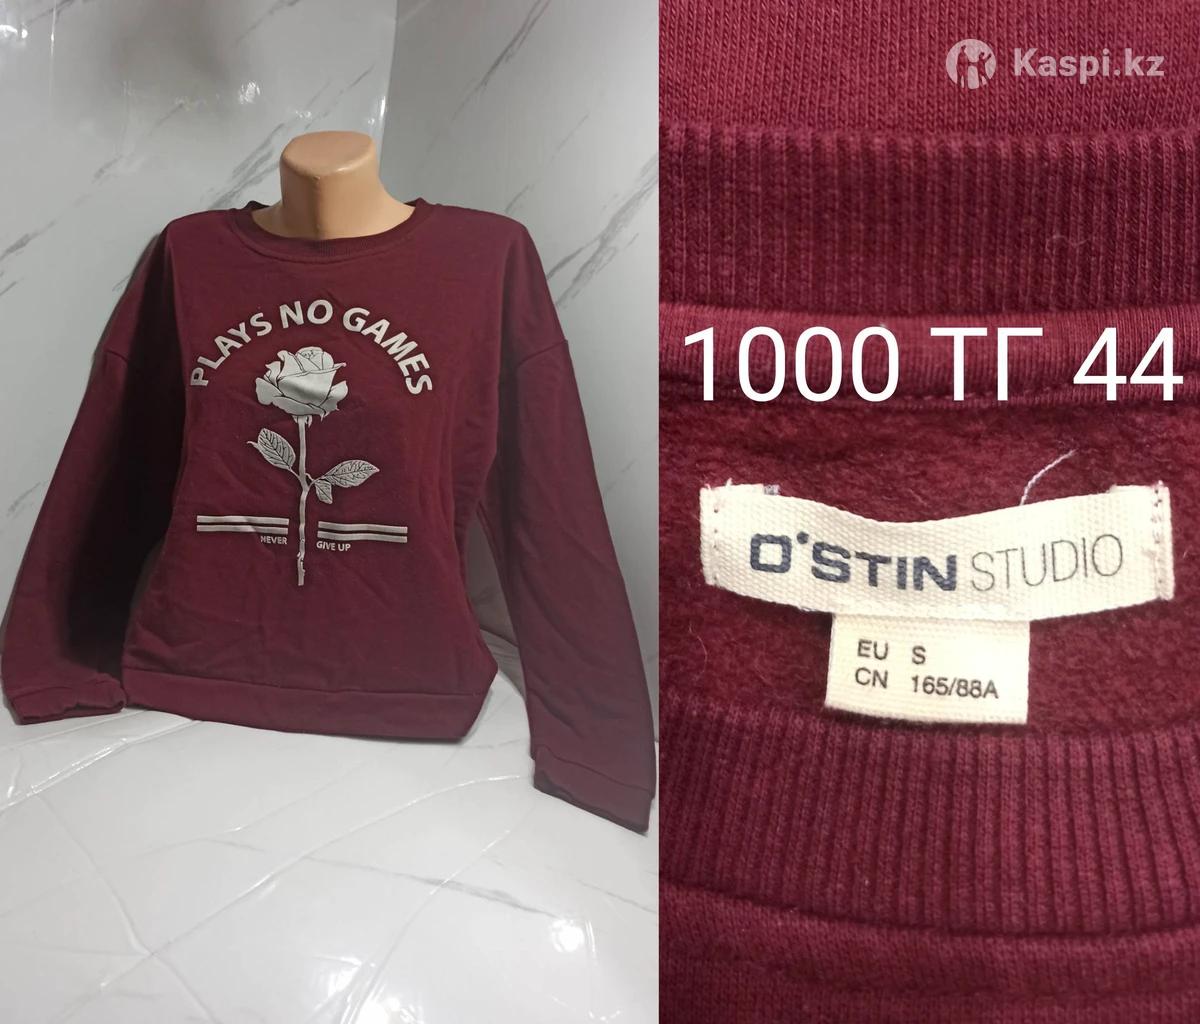 PLAYS NO GAMES
NEVER GIVE UP
Kaspi.kz
1000 ТГ 44
O'STIN STUDIO
EU S
CN 165/88A